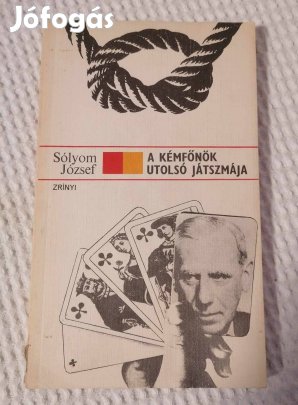 Jófogás
Sólyom
József
A KÉMFŐNÖK
UTOLSÓ JÁTSZMÁJA
ZRÍNYI